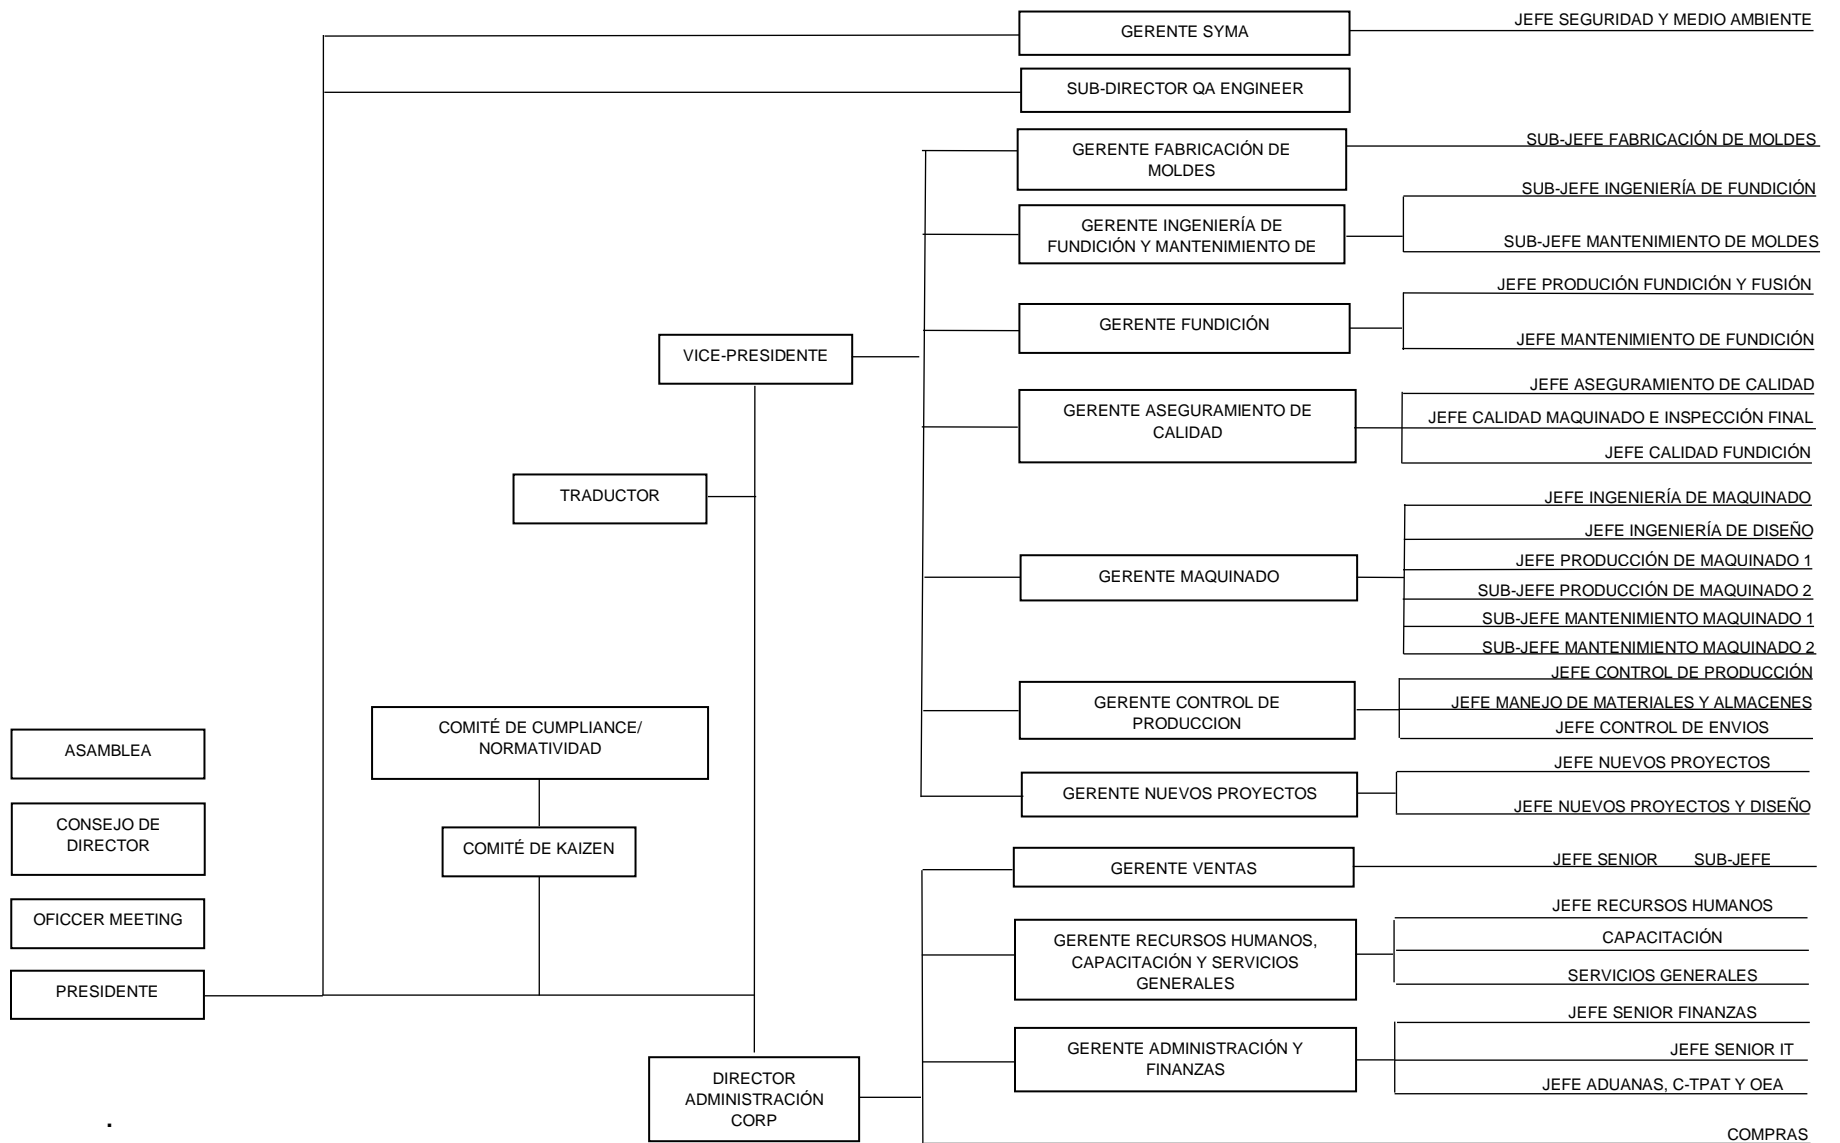 GERENTE SYMA
JEFE SEGURIDAD Y MEDIO AMBIENTE
SUB-DIRECTOR QA ENGINEER
GERENTE FABRICACIÓN DE
MOLDES
SUB-JEFE FABRICACIÓN DE MOLDES
GERENTE INGENIERÍA DE
FUNDICIÓN Y MANTENIMIENTO DE
SUB-JEFE INGENIERÍA DE FUNDICIÓN
SUB-JEFE MANTENIMIENTO DE MOLDES
GERENTE FUNDICIÓN
JEFE PRODUCIÓN FUNDICIÓN Y FUSIÓN
JEFE MANTENIMIENTO DE FUNDICIÓN
VICE-PRESIDENTE
GERENTE ASEGURAMIENTO DE
CALIDAD
JEFE ASEGURAMIENTO DE CALIDAD
JEFE CALIDAD MAQUINADO E INSPECCIÓN FINAL
JEFE CALIDAD FUNDICIÓN
TRADUCTOR
GERENTE MAQUINADO
JEFE INGENIERÍA DE MAQUINADO
JEFE INGENIERÍA DE DISEÑO
JEFE PRODUCCIÓN DE MAQUINADO 1
SUB-JEFE PRODUCCIÓN DE MAQUINADO 2
SUB-JEFE MANTENIMIENTO MAQUINADO 1
SUB-JEFE MANTENIMIENTO MAQUINADO 2
GERENTE CONTROL DE
PRODUCCION
JEFE CONTROL DE PRODUCCIÓN
JEFE MANEJO DE MATERIALES Y ALMACENES
JEFE CONTROL DE ENVIOS
COMITÉ DE CUMPLIANCE/
NORMATIVIDAD
ASAMBLEA
GERENTE NUEVOS PROYECTOS
JEFE NUEVOS PROYECTOS
JEFE NUEVOS PROYECTOS Y DISEÑO
CONSEJO DE
DIRECTOR
COMITÉ DE KAIZEN
GERENTE VENTAS
JEFE SENIOR SUB-JEFE
OFICCER MEETING
GERENTE RECURSOS HUMANOS,
CAPACITACIÓN Y SERVICIOS
GENERALES
JEFE RECURSOS HUMANOS
CAPACITACIÓN
SERVICIOS GENERALES
PRESIDENTE
GERENTE ADMINISTRACIÓN Y
FINANZAS
JEFE SENIOR FINANZAS
JEFE SENIOR IT
JEFE ADUANAS, C-TPAT Y OEA
DIRECTOR
ADMINISTRACIÓN
CORP
.
COMPRAS